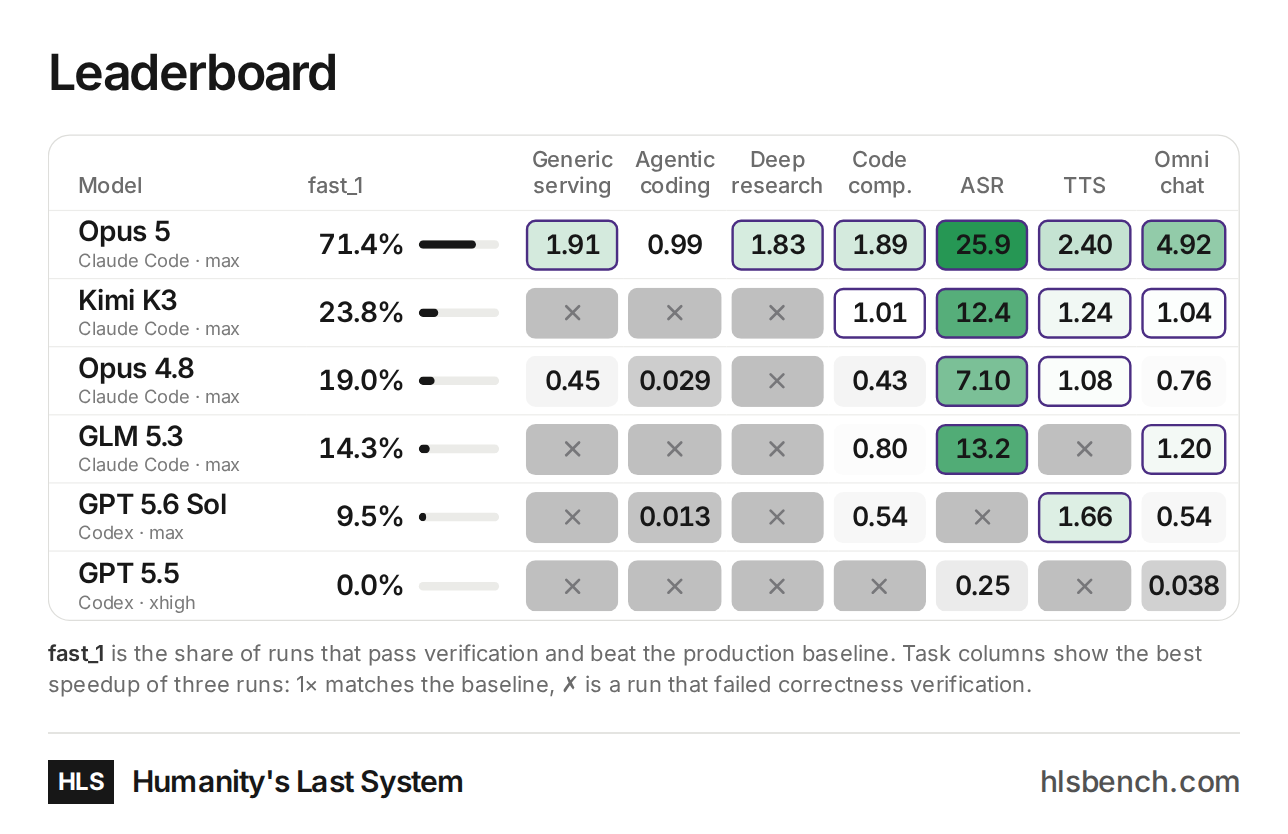 Leaderboard
Model fast_1 Generic serving Agentic coding Deep research Code comp. ASR TTS Omni chat
Opus 5 71.4% 1.91 0.99 1.83 1.89 25.9 2.40 4.92
Claude Code · max
Kimi K3 23.8% × × × 1.01 12.4 1.24 1.04
Claude Code · max
Opus 4.8 19.0% 0.45 0.029 × 0.43 7.10 1.08 0.76
Claude Code · max
GLM 5.3 14.3% × × × 0.80 13.2 × 1.20
Claude Code · max
GPT 5.6 Sol 9.5% × 0.013 × 0.54 × 1.66 0.54
Codex · max
GPT 5.5 0.0% × × × × 0.25 × 0.038
Codex · xhigh
fast_1 is the share of runs that pass verification and beat the production baseline. Task columns show the best
speedup of three runs: 1× matches the baseline, ✗ is a run that failed correctness verification.
HLS Humanity's Last System hlsbench.com